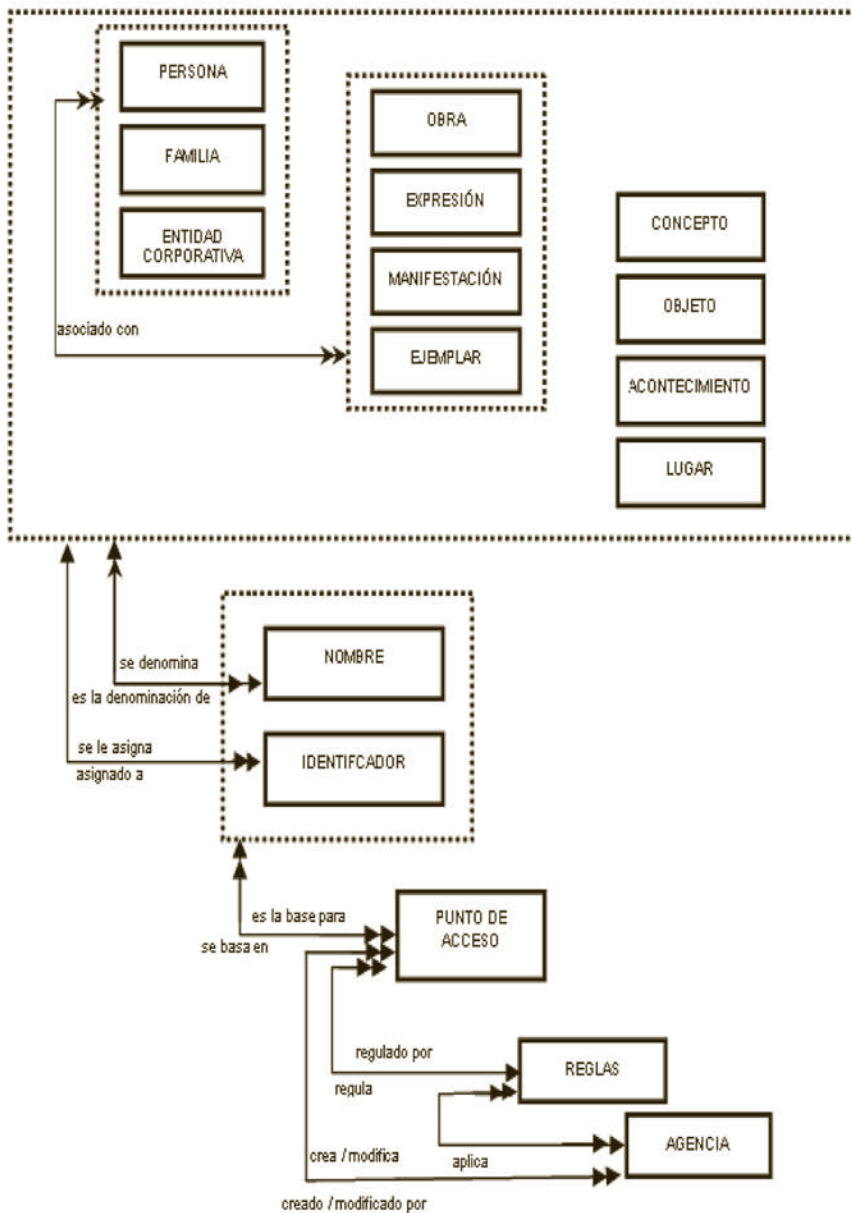 PERSONA
FAMILIA
ENTIDAD
CORPORATIVA
asociado con
OBRA
EXPRESIÓN
MANIFESTACIÓN
EJEMPLAR
CONCEPTO
OBJETO
ACONTECIMIENTO
LUGAR
se denomina
es la denominación de
NOMBRE
se le asigna
asignado a
IDENTIFCADOR
es la base para
se basa en
PUNTO DE
ACCESO
regulado por
regula
REGLAS
crea / modifica
aplica
AGENCIA
creado / modificado por